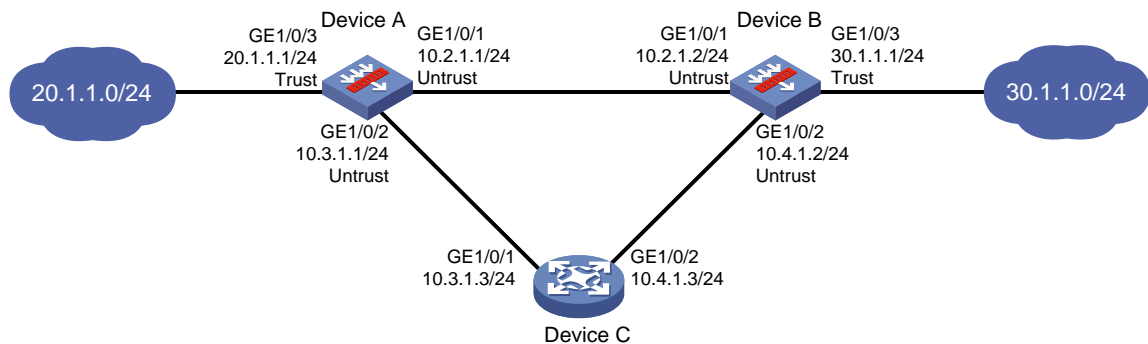 Device A
Device B
GE1/0/3
20.1.1.1/24
Trust
GE1/0/1
10.2.1.1/24
Untrust
GE1/0/1
10.2.1.2/24
Untrust
GE1/0/3
30.1.1.1/24
Trust
20.1.1.0/24
30.1.1.0/24
GE1/0/2
10.3.1.1/24
Untrust
GE1/0/2
10.4.1.2/24
Untrust
GE1/0/1
10.3.1.3/24
GE1/0/2
10.4.1.3/24
Device C